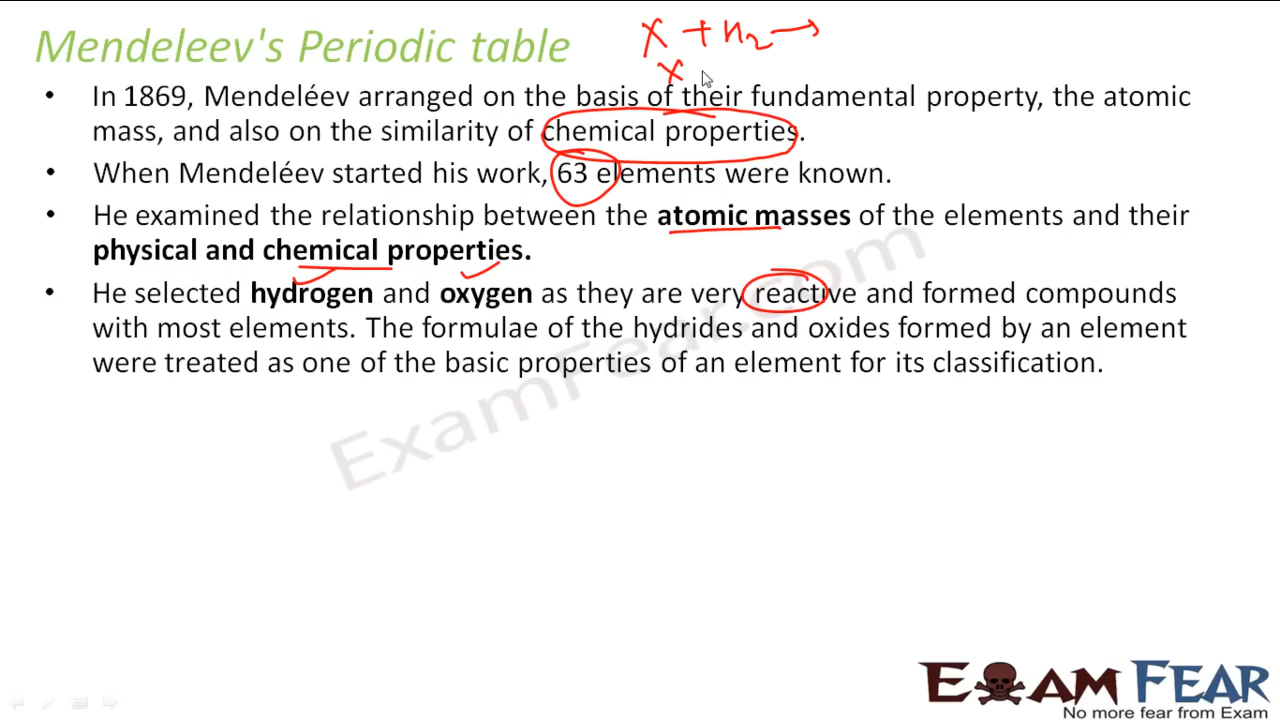 Mendeleev's Periodic table
X + H2 →
X
• In 1869, Mendeléev arranged on the basis of their fundamental property, the atomic
mass, and also on the similarity of chemical properties.
• When Mendeléev started his work, 63 elements were known.
• He examined the relationship between the atomic masses of the elements and their
physical and chemical properties.
• He selected hydrogen and oxygen as they are very reactive and formed compounds
with most elements. The formulae of the hydrides and oxides formed by an element
were treated as one of the basic properties of an element for its classification.
ExamFear.com
EXAM FEAR
No more fear from Exam